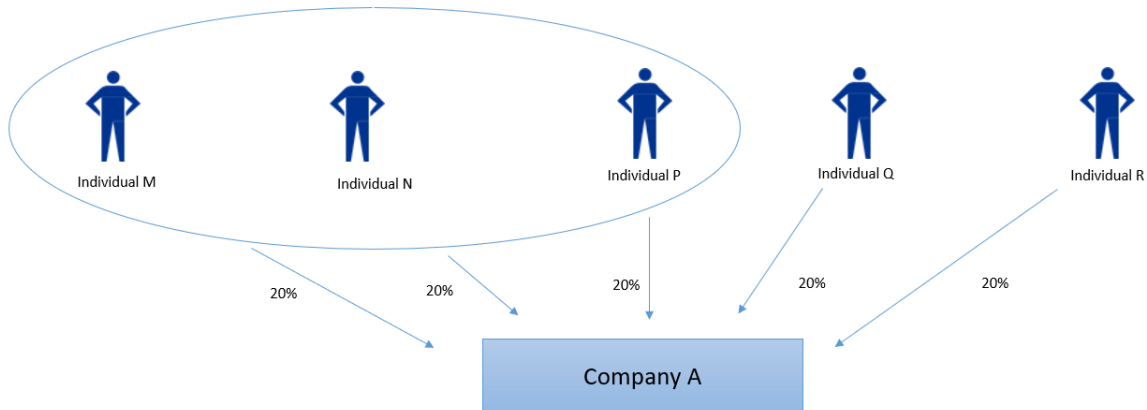 Individual M
Individual N
Individual P
Individual Q
Individual R
20%
20%
20%
20%
20%
Company A